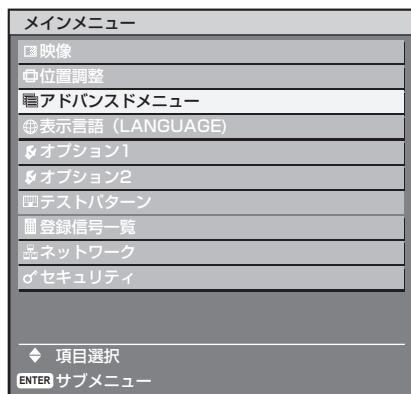 メインメニュー
映像
位置調整
アドバンスドメニュー
表示言語（LANGUAGE)
オプション1
オプション2
テストパターン
登録信号一覧
ネットワーク
セキュリティ
項目選択
ENTER サブメニュー